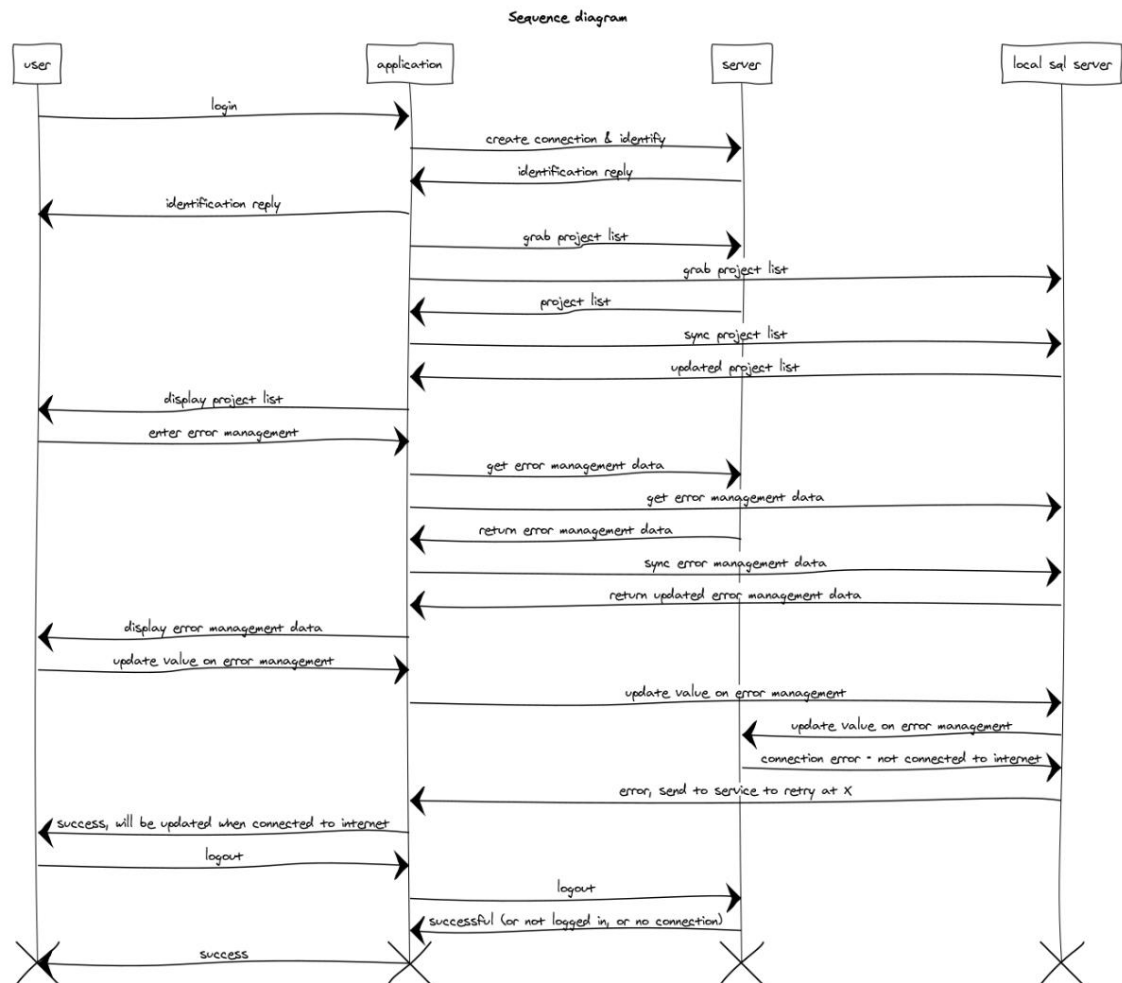 Sequence diagram
user
application
server
local sql server
login
create connection & identify
identification reply
identification reply
grab project list
grab project list
project list
sync project list
updated project list
display project list
enter error management
get error management data
get error management data
return error management data
sync error management data
return updated error management data
display error management data
update value on error management
update value on error management
update value on error management
connection error - not connected to internet
error, send to service to retry at X
success, will be updated when connected to internet
logout
logout
successful (or not logged in, or no connection)
success